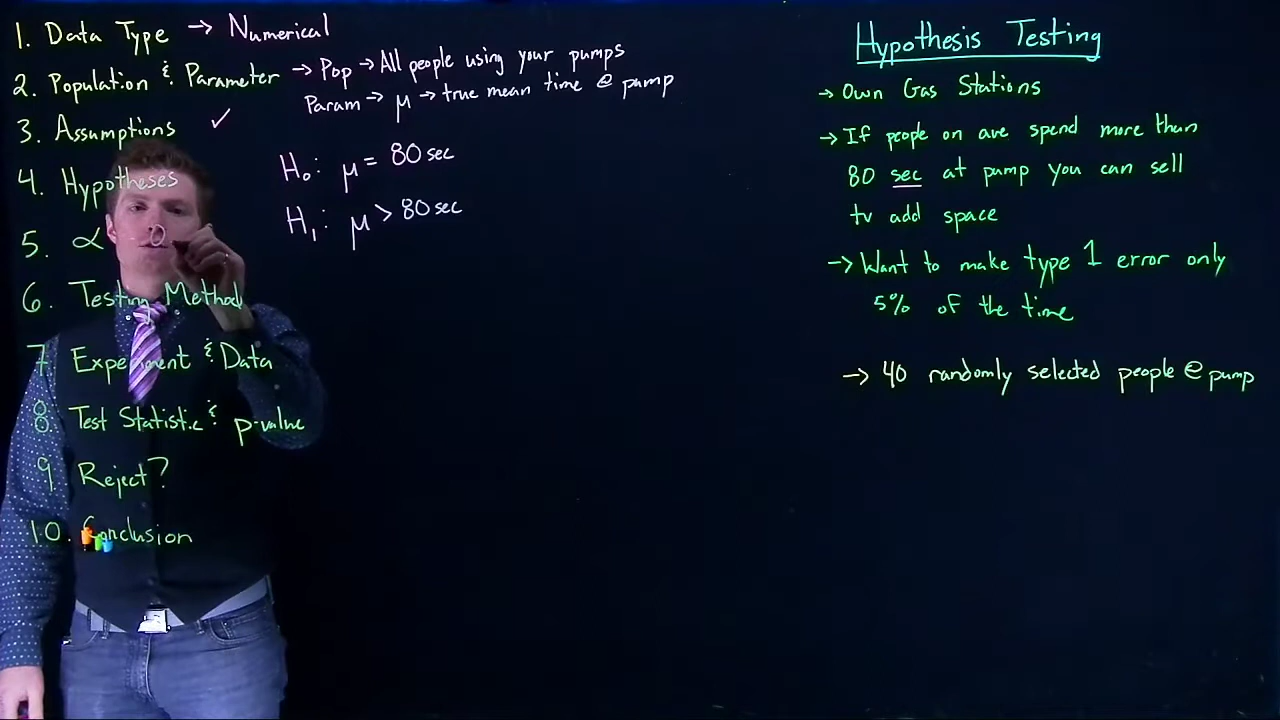 1. Data Type → Numerical
2. Population & Parameter → Pop → All people using your pumps
Param → μ → true mean time @ pump
3. Assumptions ✓
4. Hypotheses
H₀: μ = 80 sec
H₁: μ > 80 sec
5. α → 0
6. Testing Method
7. Experiment & Data
8. Test Statistic & p-value
9. Reject?
10. Conclusion
Hypothesis Testing
→ Own Gas Stations
→ If people on ave spend more than
80 sec at pump you can sell
tv add space
→ Want to make type 1 error only
5% of the time
→ 40 randomly selected people @ pump